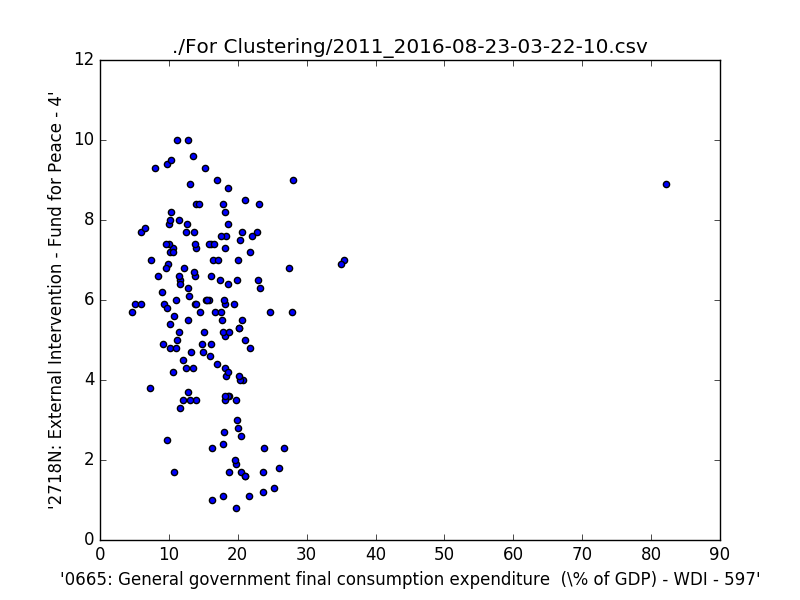 ./For Clustering/2011_2016-08-23-03-22-10.csv
'2718N: External Intervention - Fund for Peace - 4'
12
10
8
6
4
2
0
0 10 20 30 40 50 60 70 80 90
'0665: General government final consumption expenditure  (\% of GDP) - WDI - 597'